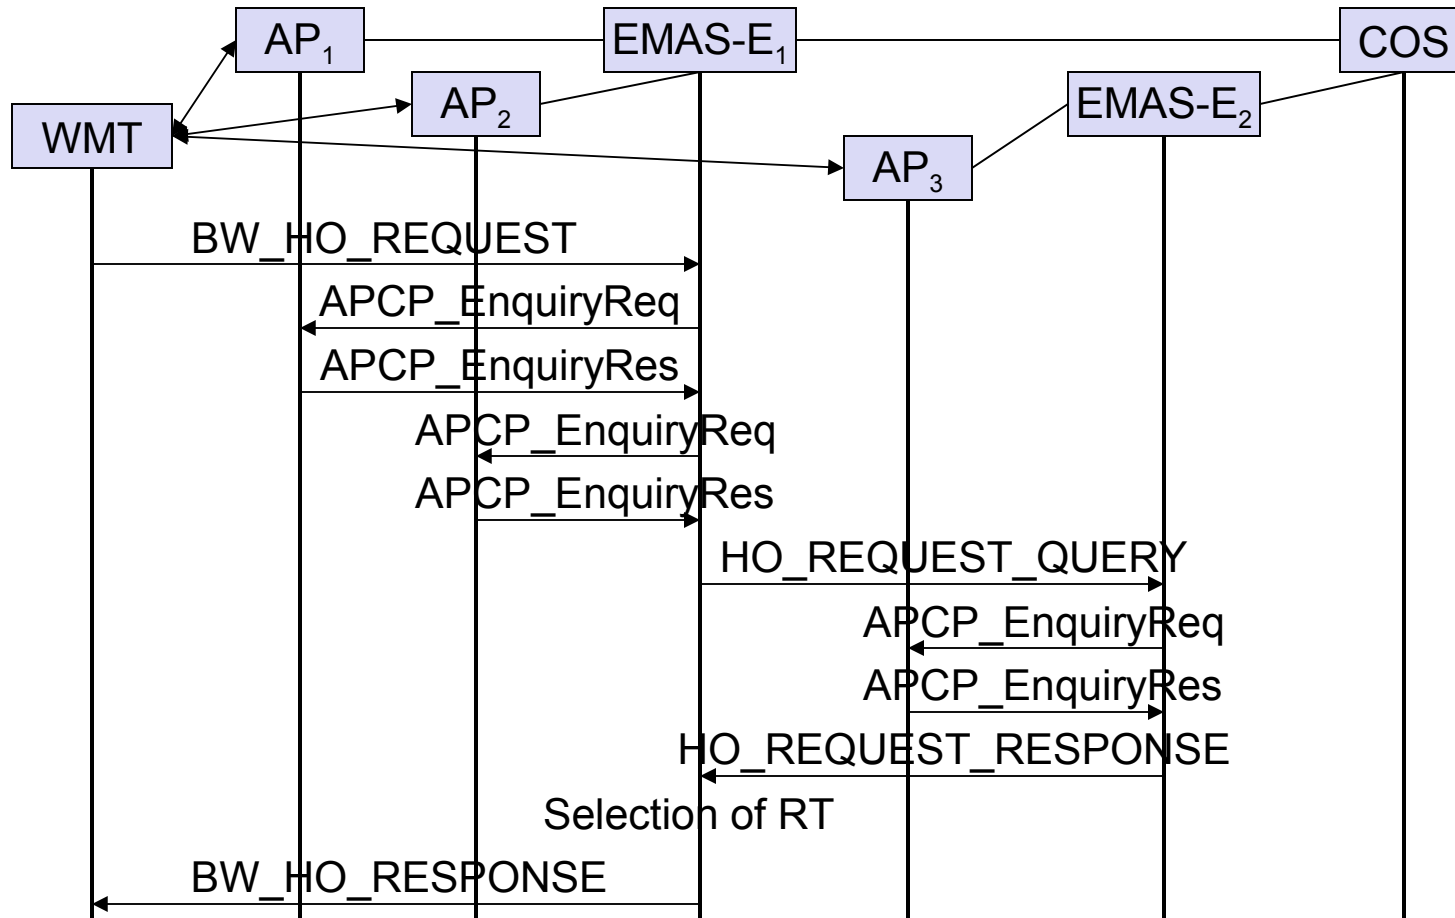 AP1
EMAS-E1
COS
AP2
EMAS-E2
WMT
AP3
BW_HO_REQUEST
APCP_EnquiryReq
APCP_EnquiryRes
APCP_EnquiryReq
APCP_EnquiryRes
HO_REQUEST_QUERY
APCP_EnquiryReq
APCP_EnquiryRes
HO_REQUEST_RESPONSE
Selection of RT
BW_HO_RESPONSE